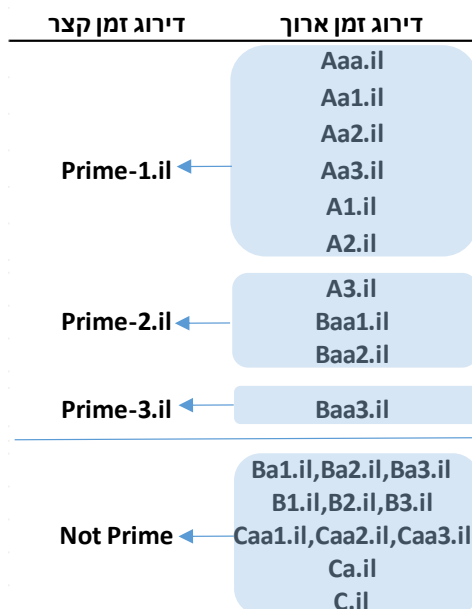 דירוג זמן ארוך
דירוג זמן קצר
Aaa.il
Aa1.il
Aa2.il
Aa3.il
A1.il
A2.il
Prime-1.il
A3.il
Baa1.il
Baa2.il
Prime-2.il
Baa3.il
Prime-3.il
Ba1.il,Ba2.il,Ba3.il
B1.il,B2.il,B3.il
Caa1.il,Caa2.il,Caa3.il
Ca.il
C.il
Not Prime